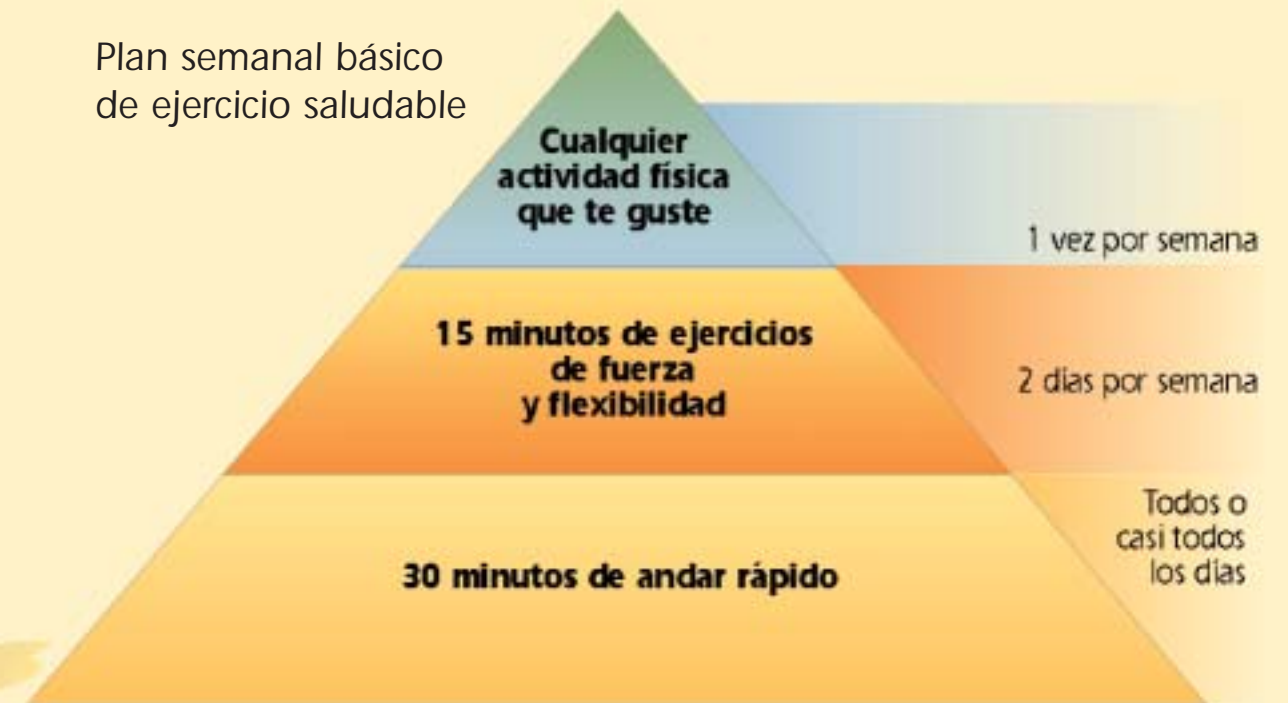 Plan semanal básico
de ejercicio saludable
Cualquier
actividad física
que te guste
1 vez por semana
15 minutos de ejercicios
de fuerza
y flexibilidad
2 días por semana
30 minutos de andar rápido
Todos o
casi todos
los días